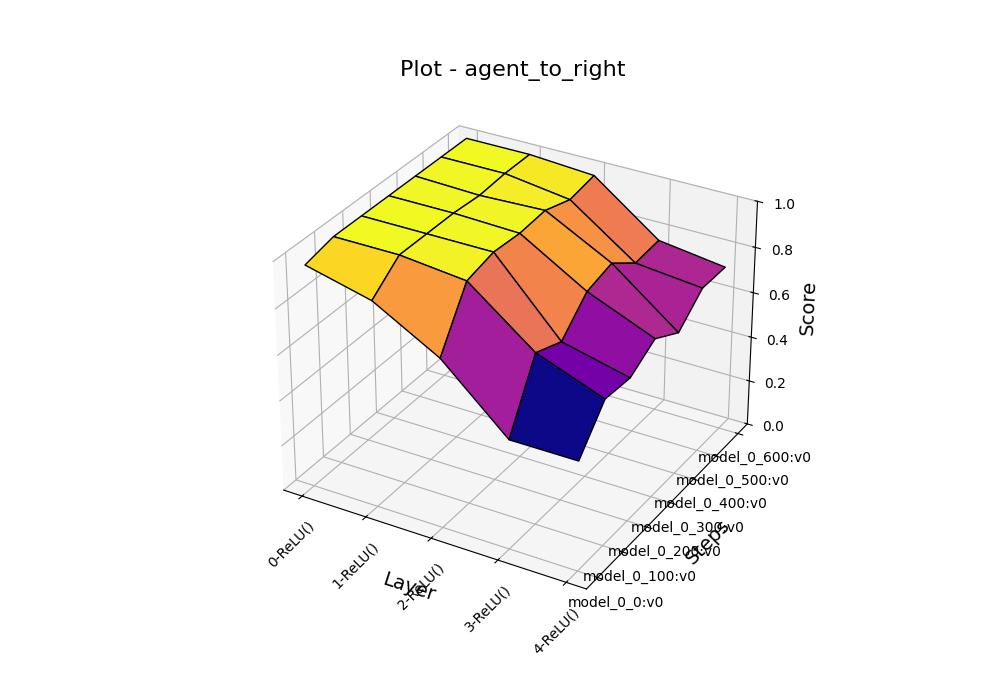 Plot - agent_to_right
1.0
0.8
0.6
0.4
0.2
0.0
Score
model_0_600:v0
model_0_500:v0
model_0_400:v0
model_0_300:v0
model_0_200:v0
model_0_100:v0
model_0_0:v0
Steps
0-ReLU()
1-ReLU()
2-ReLU()
3-ReLU()
4-ReLU()
Layer